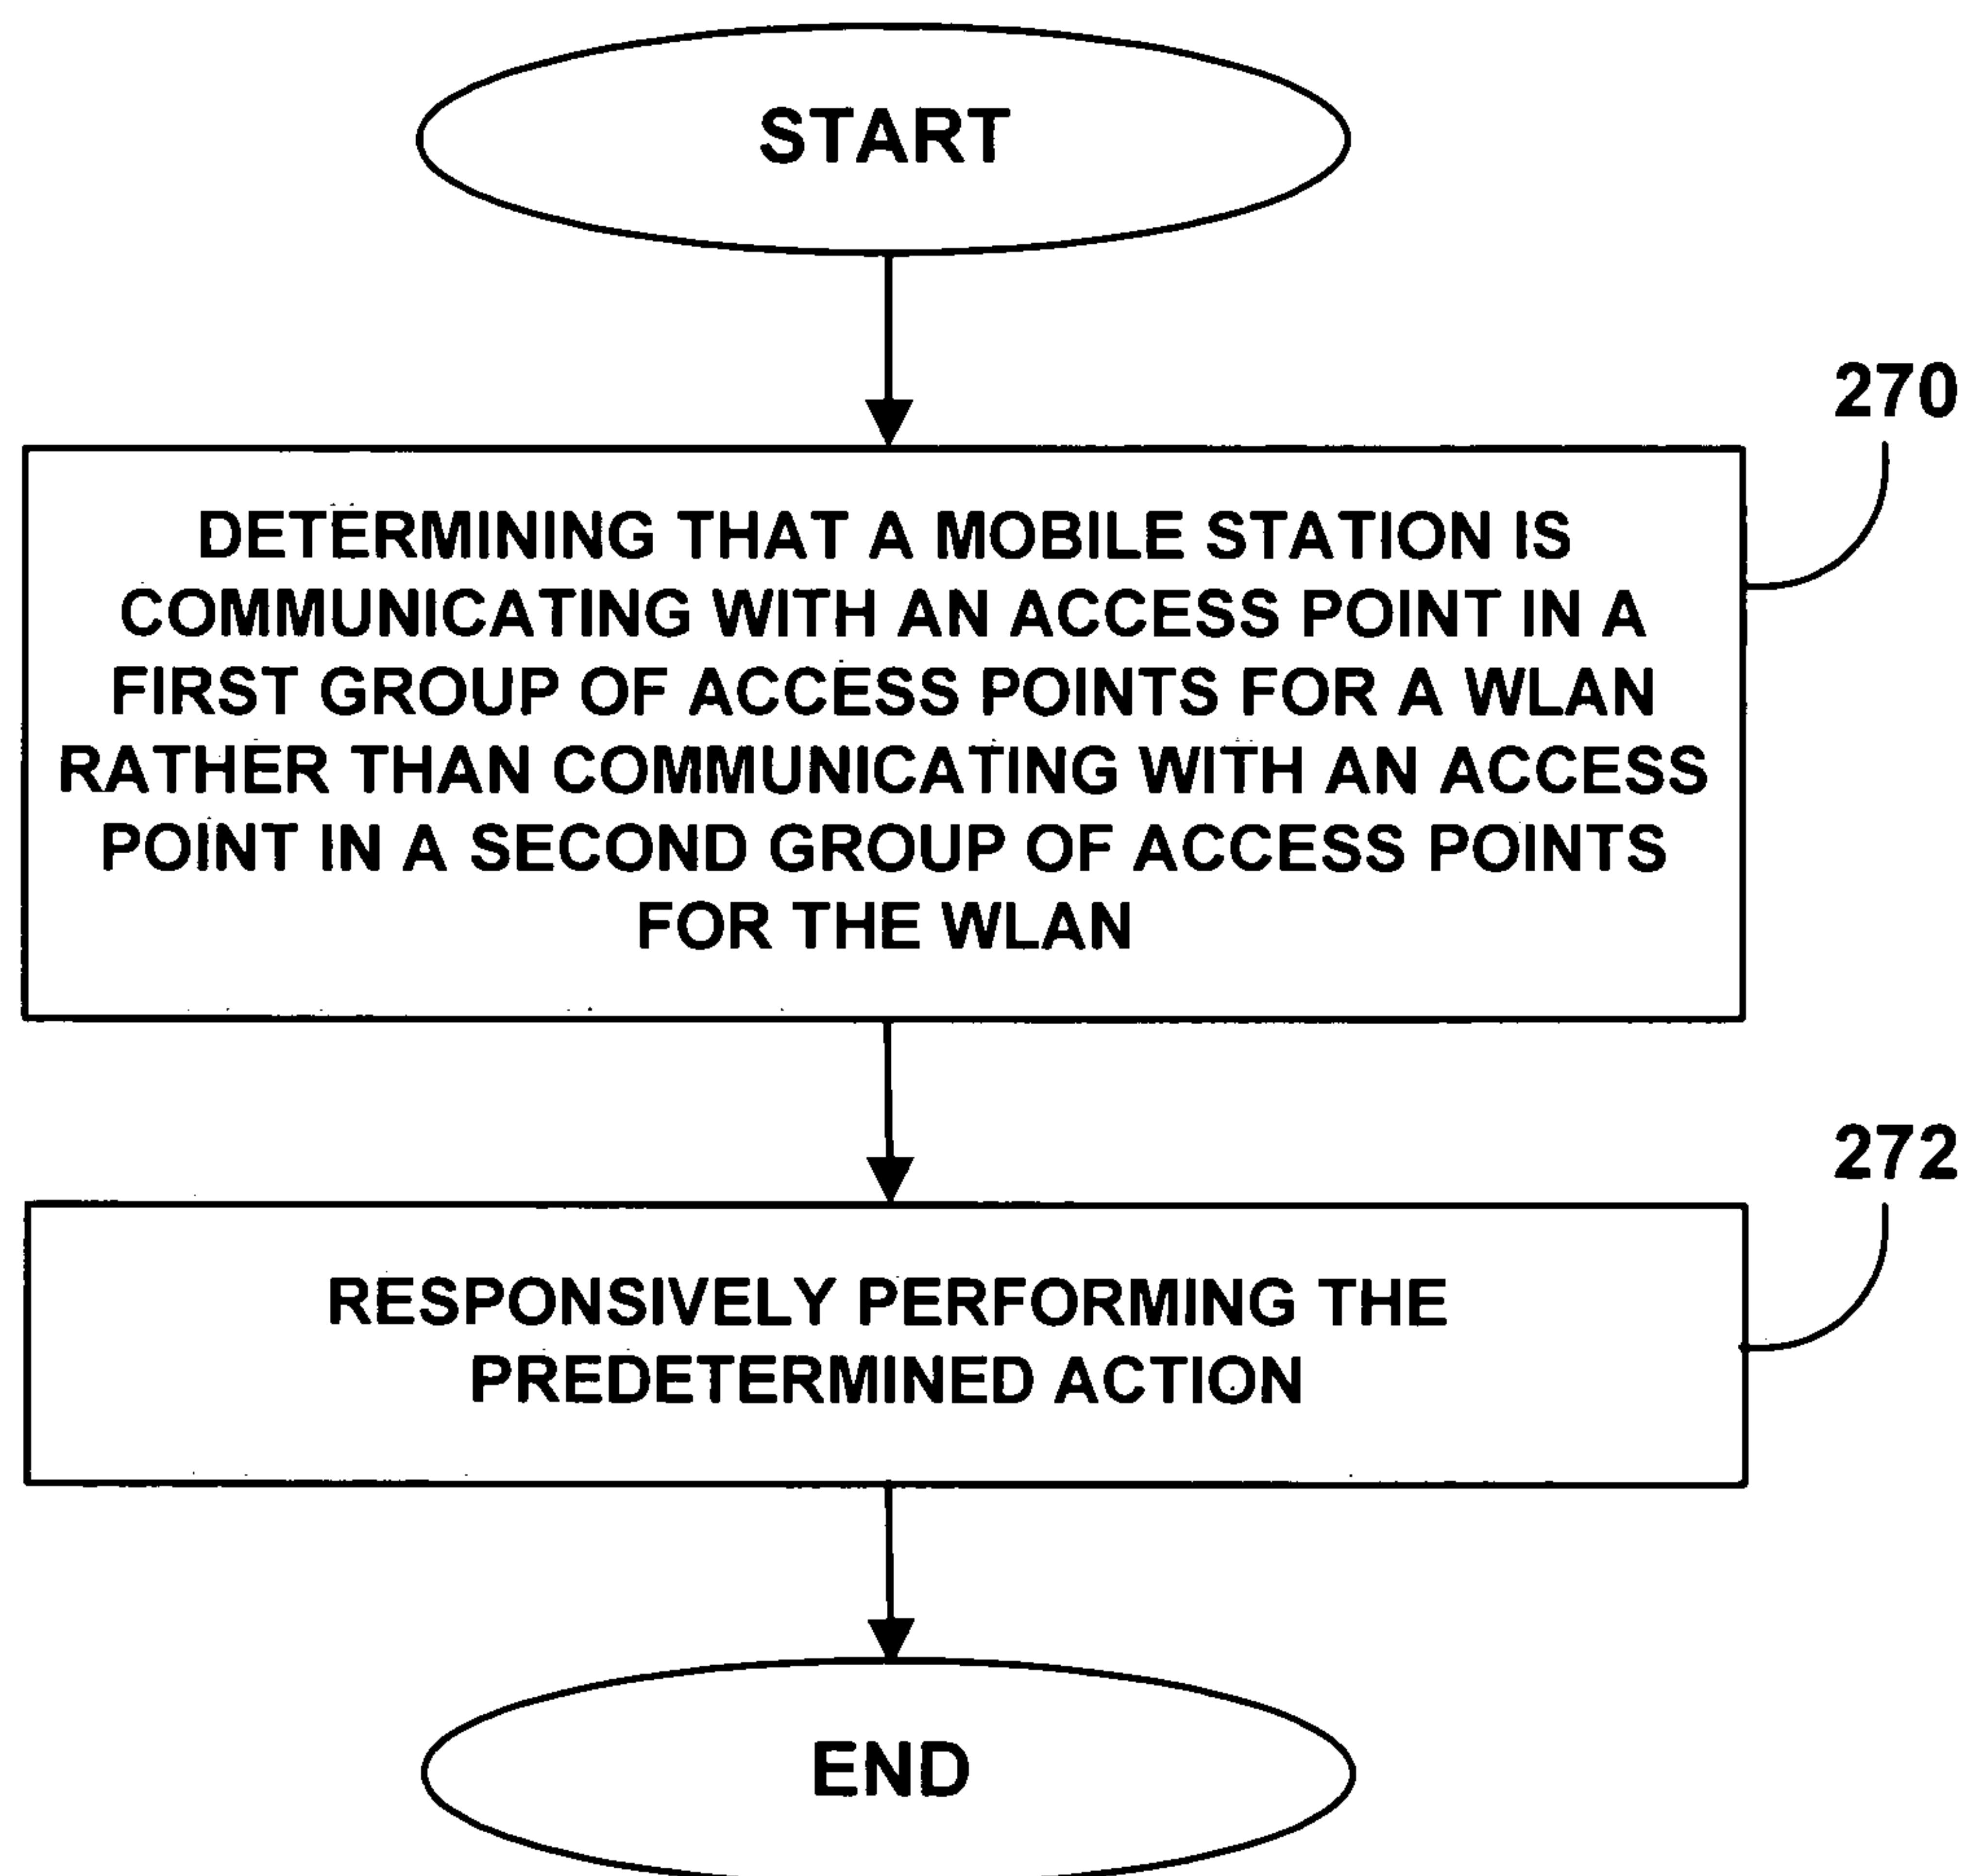 START
270
DETERMINING THAT A MOBILE STATION IS
COMMUNICATING WITH AN ACCESS POINT IN A
FIRST GROUP OF ACCESS POINTS FOR A WLAN
RATHER THAN COMMUNICATING WITH AN ACCESS
POINT IN A SECOND GROUP OF ACCESS POINTS
FOR THE WLAN
272
RESPONSIVELY PERFORMING THE
PREDETERMINED ACTION
END